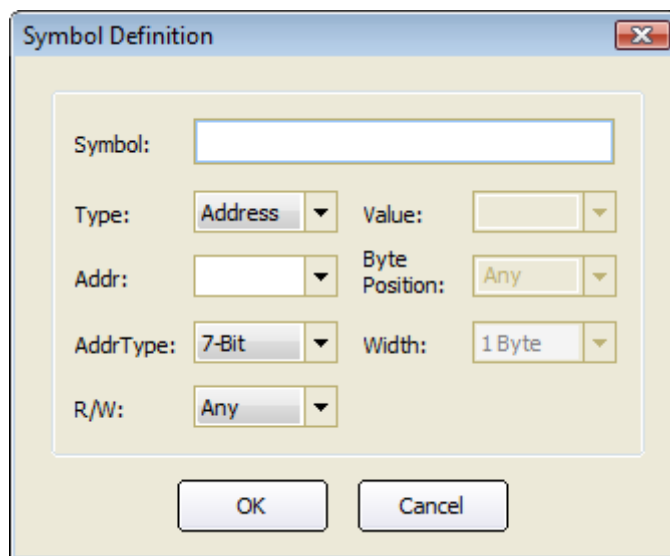 Symbol Definition
Symbol:
Type: Address Value:
Addr: Byte Position: Any
AddrType: 7-Bit Width: 1 Byte
R/W: Any
OK Cancel